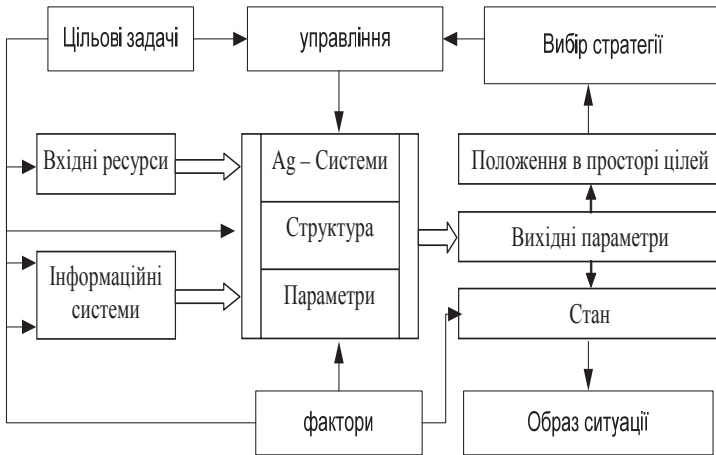 Цільові задачі
управління
Вибір стратегії
Вхідні ресурси
Ag – Системи
Положення в просторі цілей
Структура
Вихідні параметри
Інформаційні
системи
Параметри
Стан
фактори
Образ ситуації